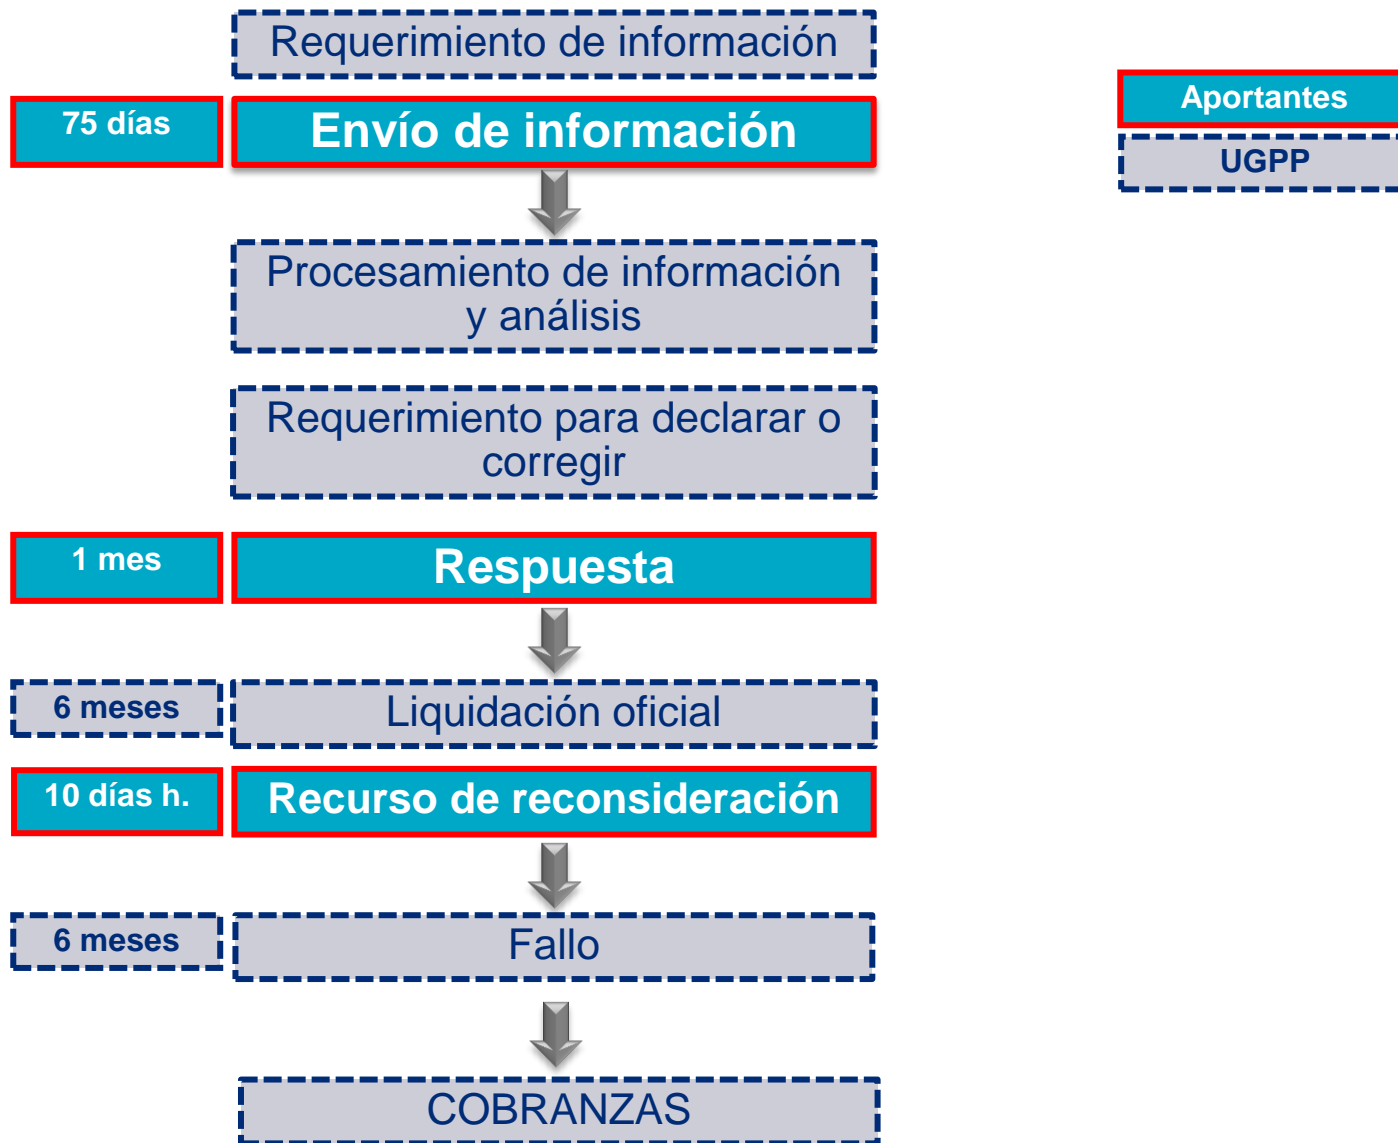 Requerimiento de información
75 días
Envío de información
Aportantes
UGPP
Procesamiento de información
y análisis
Requerimiento para declarar o
corregir
1 mes
Respuesta
6 meses
Liquidación oficial
10 días h.
Recurso de reconsideración
6 meses
Fallo
COBRANZAS